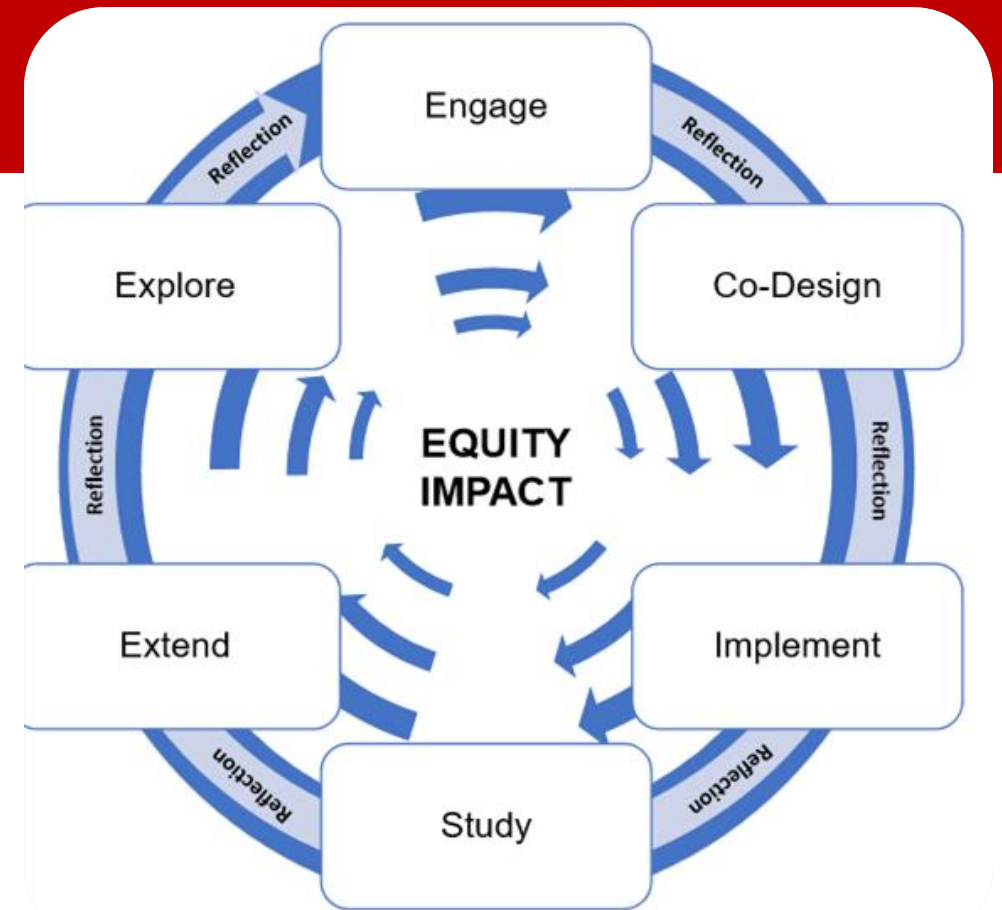 Engage
Reflection
Co-Design
Reflection
Implement
Reflection
Study
Reflection
Extend
Reflection
Explore
Reflection
EQUITY
IMPACT